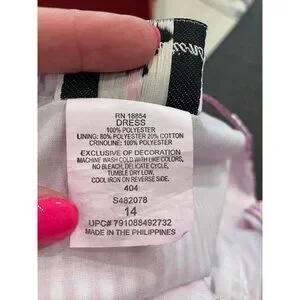 RN 18854
DRESS
100% POLYESTER
LINING: 80% POLYESTER 20% COTTON
CRINOLINE: 100% POLYESTER
EXCLUSIVE OF DECORATION
MACHINE WASH COLD WITH LIKE COLORS,
NO BLEACH, DELICATE CYCLE,
TUMBLE DRY LOW,
COOL IRON ON REVERSE SIDE.
404
S482078
14
UPC# 791088492732
MADE IN THE PHILIPPINES